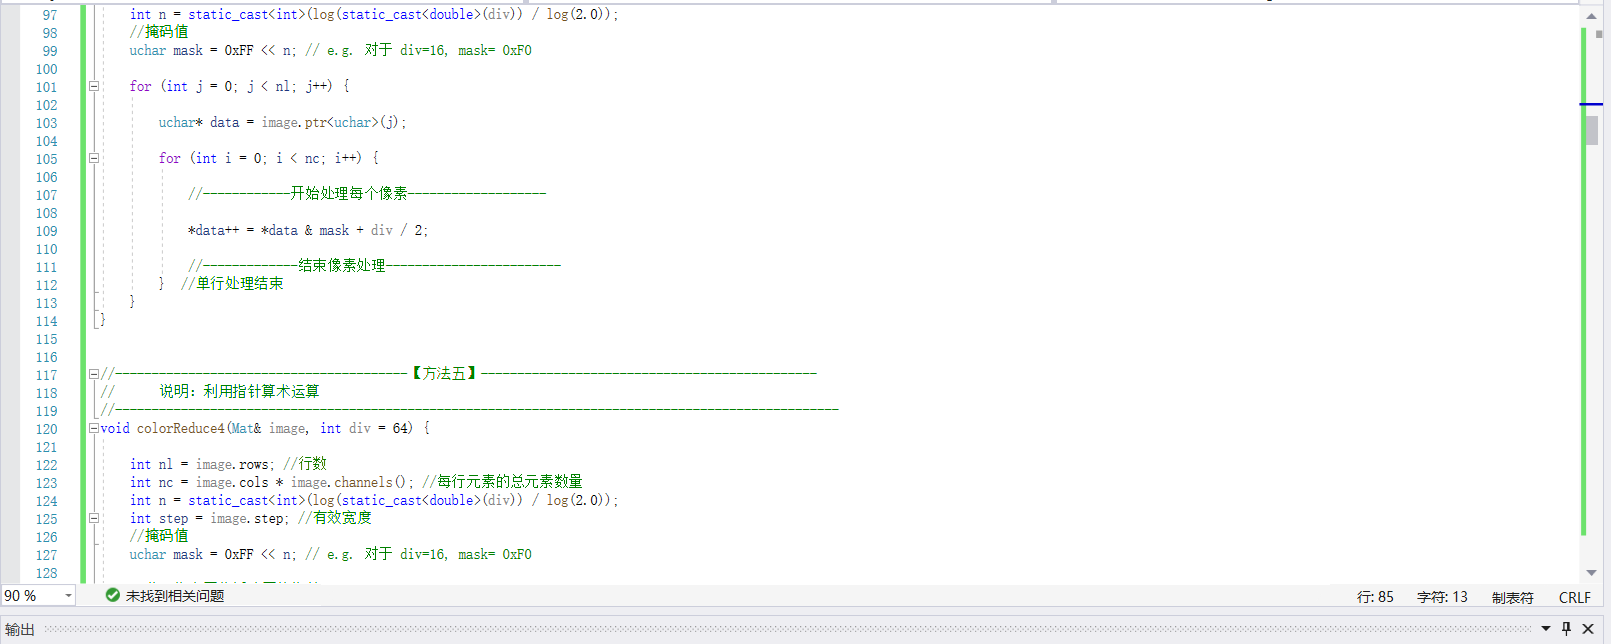 97 int n = static_cast<int>(log(static_cast<double>(div)) / log(2.0));
98 //掩码值
99 uchar mask = 0xFF << n; // e.g. 对于 div=16, mask= 0xF0
100
101 for (int j = 0; j < nl; j++) {
102
103 uchar* data = image.ptr<uchar>(j);
104
105 for (int i = 0; i < nc; i++) {
106
107 //------------开始处理每个像素-------------------
108
109 *data++ = *data & mask + div / 2;
110
111 //-------------结束像素处理------------------------
112 } //单行处理结束
113 }
114 }
115
116
117 //----------------------------------------【方法五】----------------------------------------------
118 // 说明：利用指针算术运算
119 //---------------------------------------------------------------------------------------------------
120 void colorReduce4(Mat& image, int div = 64) {
121
122 int nl = image.rows; //行数
123 int nc = image.cols * image.channels(); //每行元素的总元素数量
124 int n = static_cast<int>(log(static_cast<double>(div)) / log(2.0));
125 int step = image.step; //有效宽度
126 //掩码值
127 uchar mask = 0xFF << n; // e.g. 对于 div=16, mask= 0xF0
128
90 % 未找到相关问题 行: 85 字符: 13 制表符 CRLF
输出